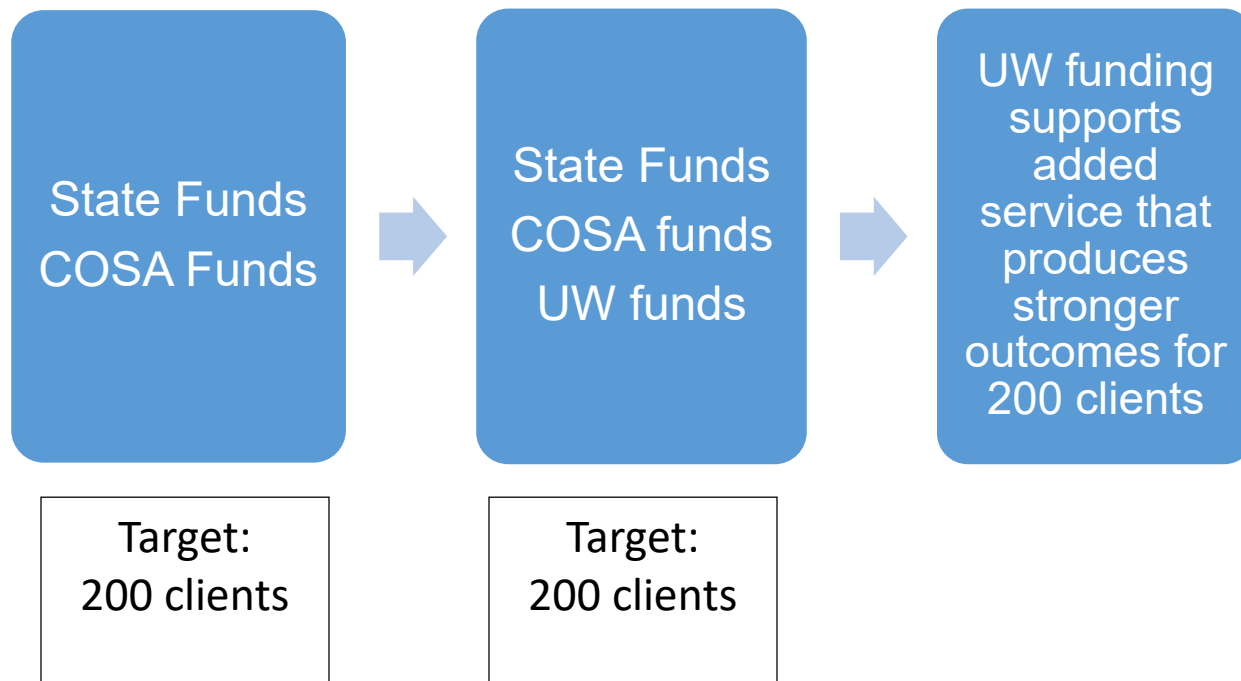 State Funds
COSA Funds
State Funds
COSA funds
UW funds
UW funding
supports
added
service that
produces
stronger
outcomes for
200 clients
Target:
200 clients
Target:
200 clients